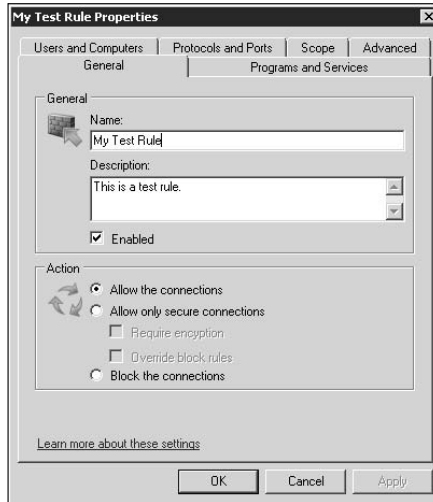 My Test Rule Properties
Users and Computers
Protocols and Ports
Scope
Advanced
General
Programs and Services
General
Name:
My Test Rule
Description:
This is a test rule.
Enabled
Action
Allow the connections
Allow only secure connections
Require encyption
Override block rules
Block the connections
Learn more about these settings
OK
Cancel
Apply